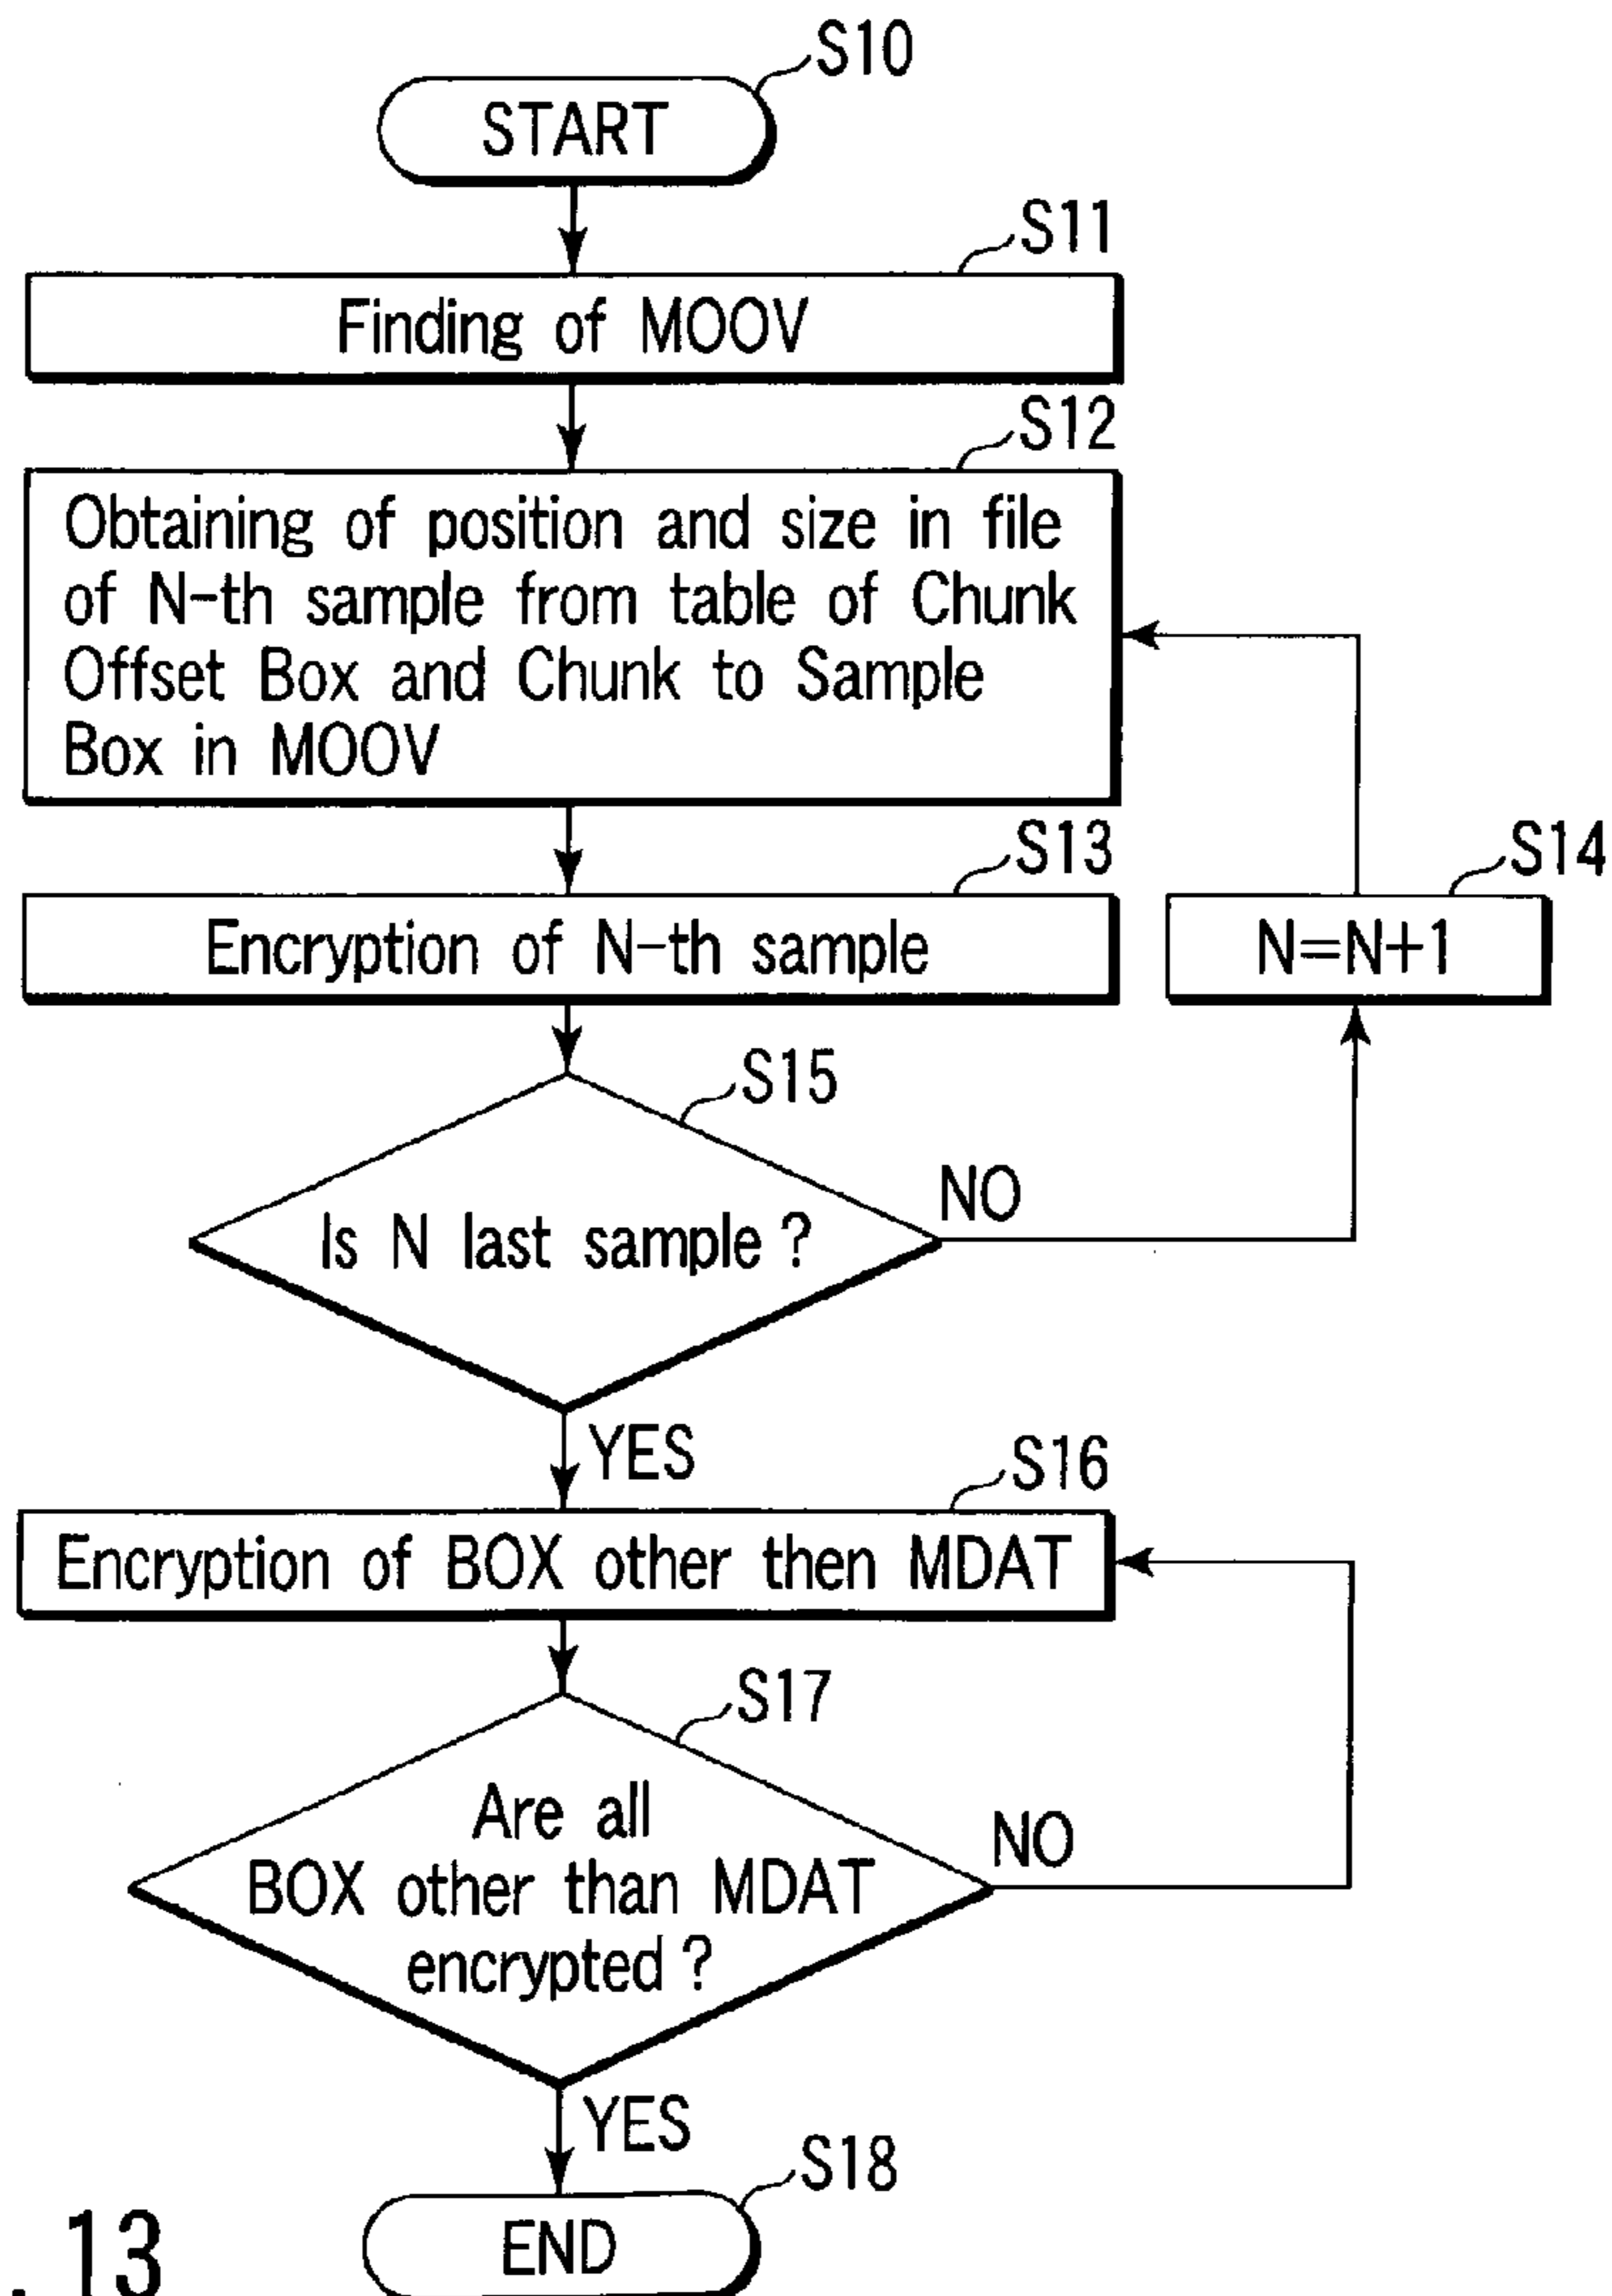 S10
START
S11
Finding of MOOV
S12
Obtaining of position and size in file
of N-th sample from table of Chunk
Offset Box and Chunk to Sample
Box in MOOV
S13
Encryption of N-th sample
S14
N=N+1
S15
Is N last sample ?
NO
YES
S16
Encryption of BOX other then MDAT
S17
Are all
BOX other than MDAT
encrypted ?
NO
YES
S18
END
. 13